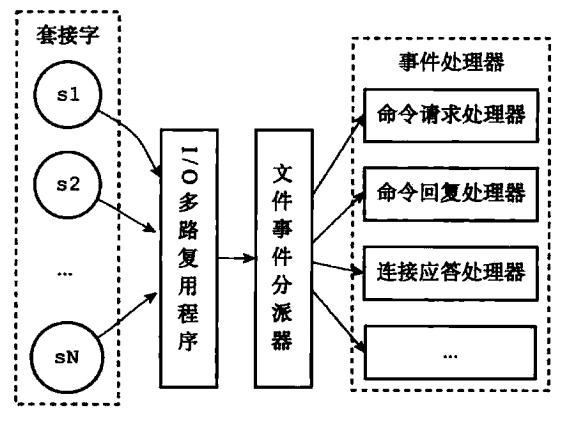 套接字
s1
s2
...
sN
I/O多路复用程序
文件事件分派器
事件处理器
命令请求处理器
命令回复处理器
连接应答处理器
...